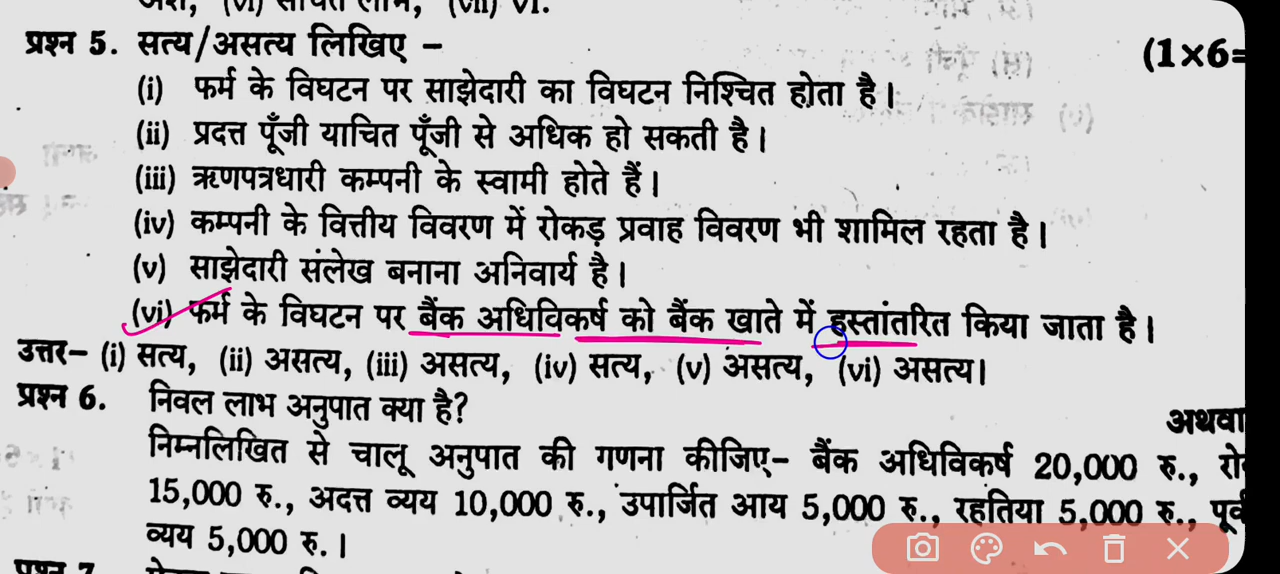 (vi) संचित लाभ, (vii) VI.
प्रश्न 5. सत्य/असत्य लिखिए – (1×6=
(i) फर्म के विघटन पर साझेदारी का विघटन निश्चित होता है।
(ii) प्रदत्त पूँजी याचित पूँजी से अधिक हो सकती है।
(iii) ऋणपत्रधारी कम्पनी के स्वामी होते हैं।
(iv) कम्पनी के वित्तीय विवरण में रोकड़ प्रवाह विवरण भी शामिल रहता है।
(v) साझेदारी संलेख बनाना अनिवार्य है।
(vi) फर्म के विघटन पर बैंक अधिविकर्ष को बैंक खाते में हस्तांतरित किया जाता है।
उत्तर– (i) सत्य, (ii) असत्य, (iii) असत्य, (iv) सत्य, (v) असत्य, (vi) असत्य।
प्रश्न 6. निवल लाभ अनुपात क्या है?
अथवा
निम्नलिखित से चालू अनुपात की गणना कीजिए– बैंक अधिविकर्ष 20,000 रु.,
15,000 रु., अदत्त व्यय 10,000 रु., उपार्जित आय 5,000 रु., रहतिया 5,000 रु.,
व्यय 5,000 रु.।